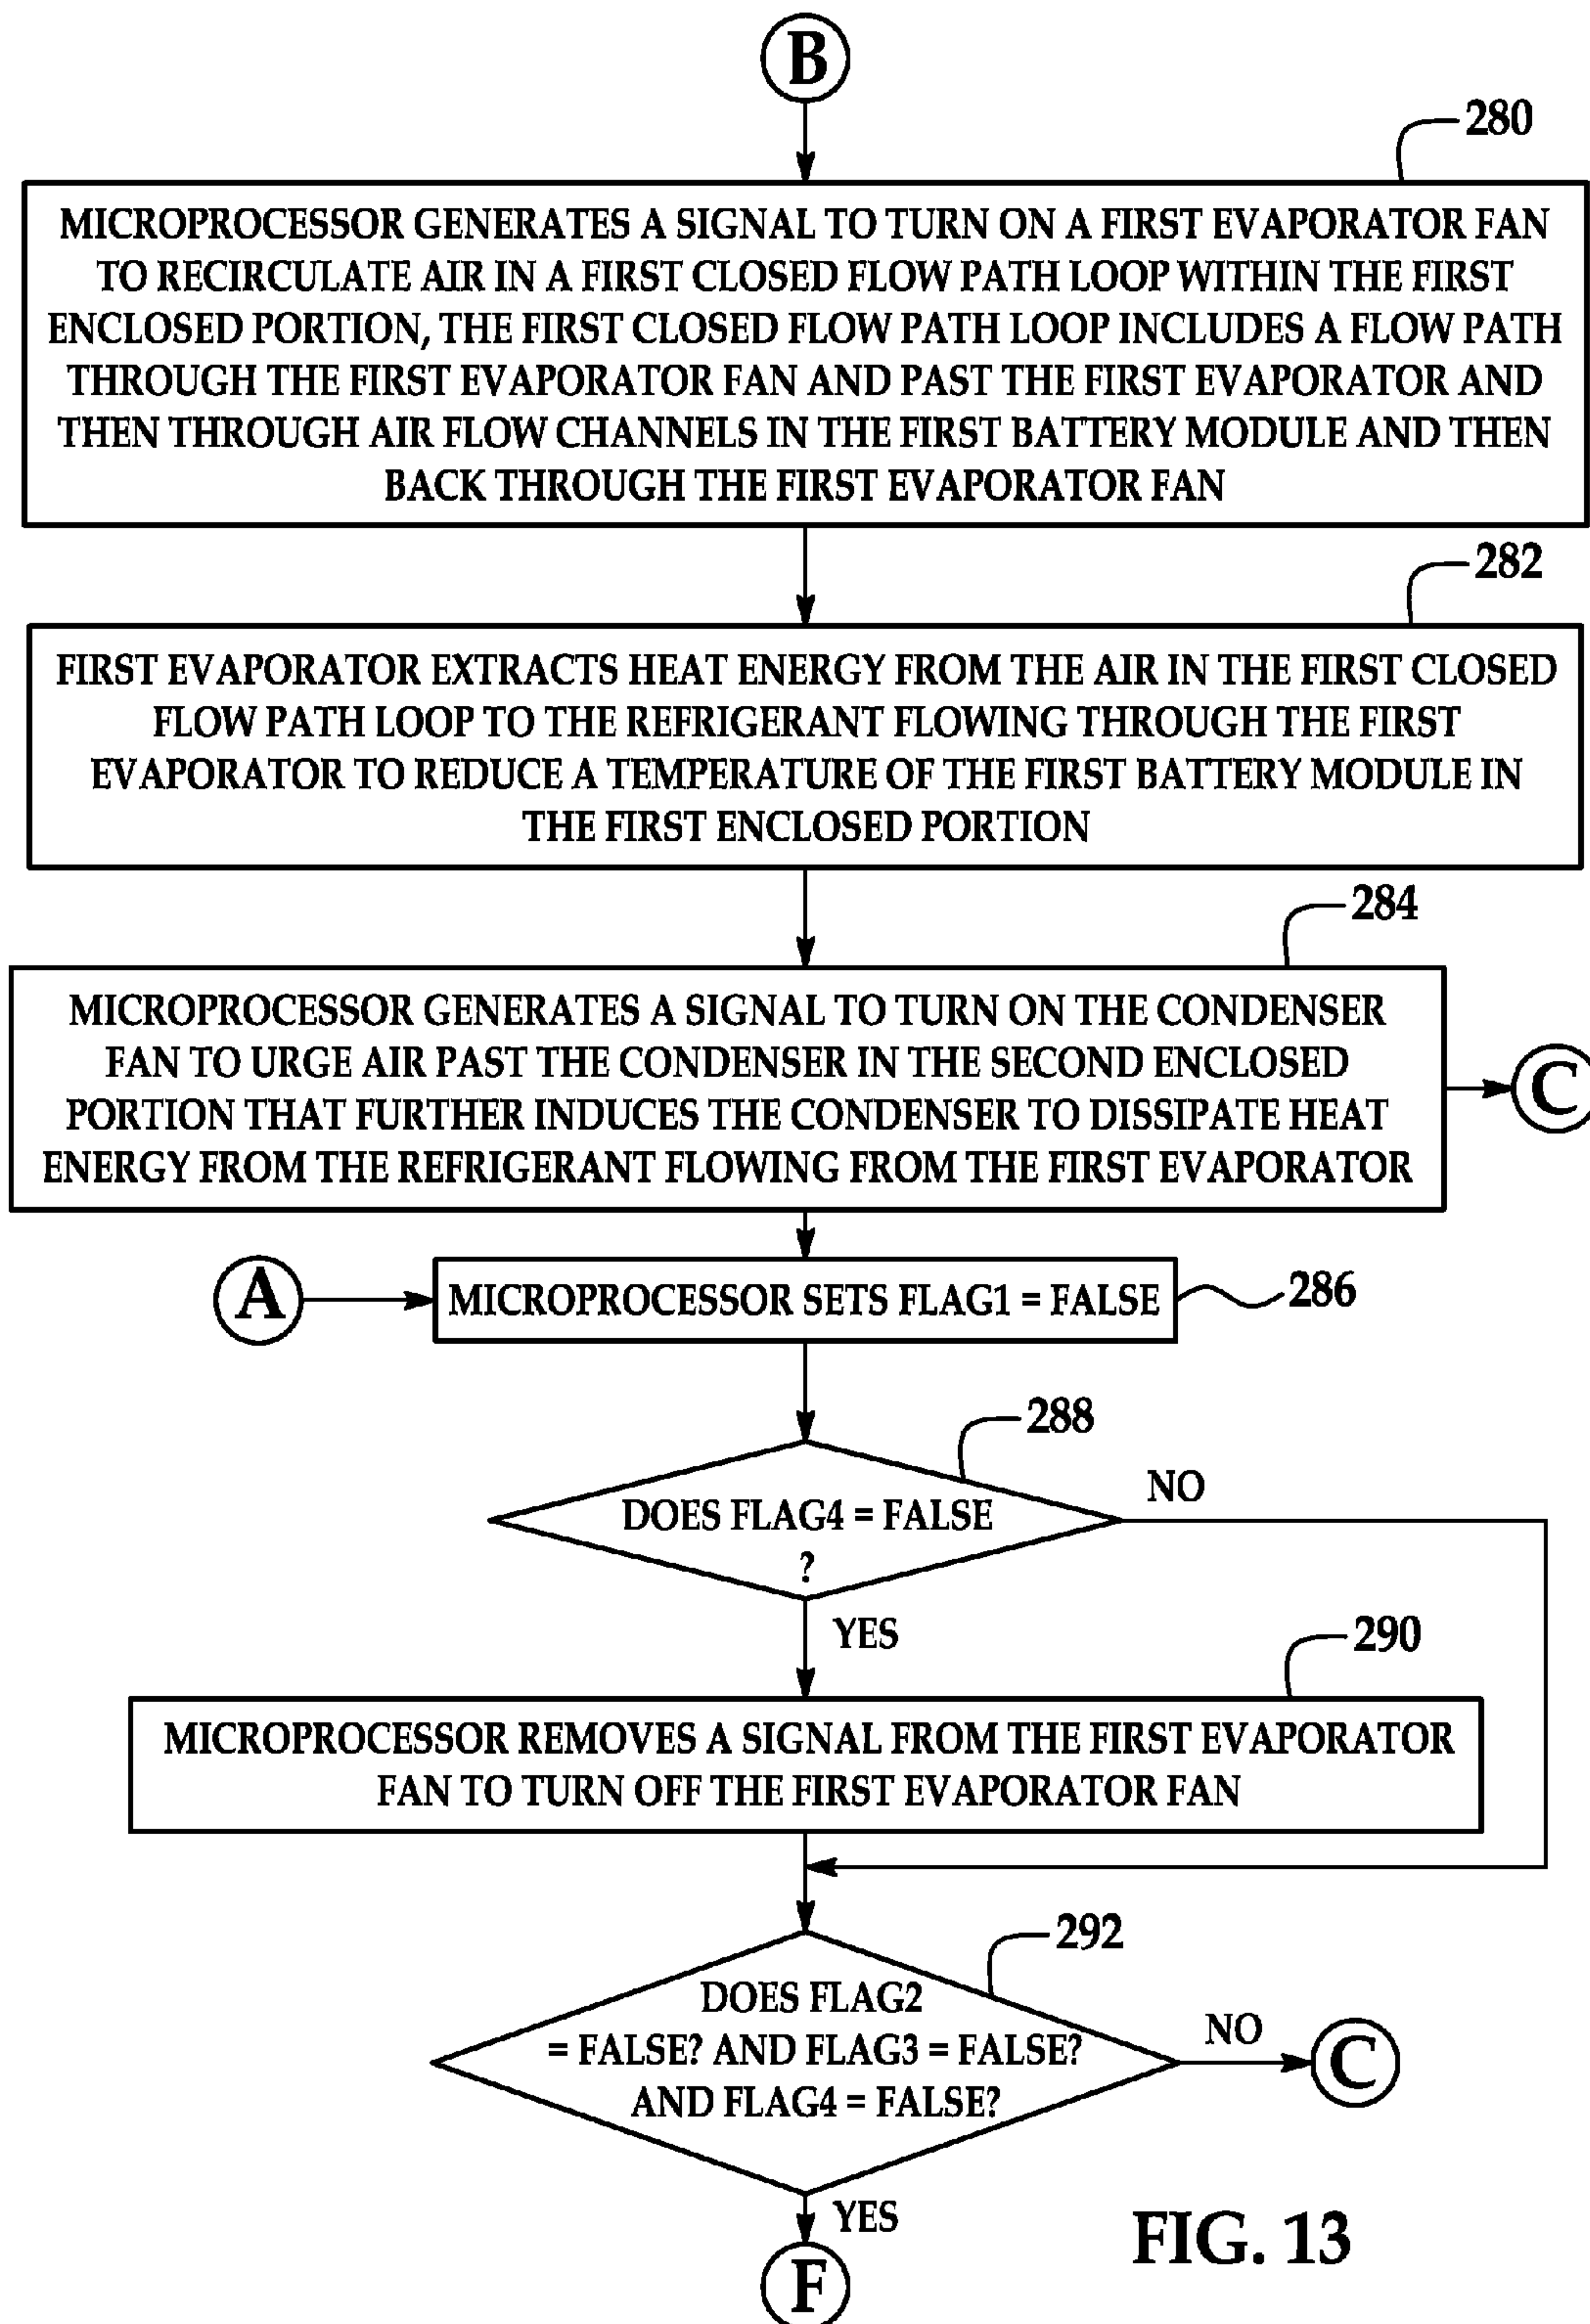 B
280
MICROPROCESSOR GENERATES A SIGNAL TO TURN ON A FIRST EVAPORATOR FAN
TO RECIRCULATE AIR IN A FIRST CLOSED FLOW PATH LOOP WITHIN THE FIRST
ENCLOSED PORTION, THE FIRST CLOSED FLOW PATH LOOP INCLUDES A FLOW PATH
THROUGH THE FIRST EVAPORATOR FAN AND PAST THE FIRST EVAPORATOR AND
THEN THROUGH AIR FLOW CHANNELS IN THE FIRST BATTERY MODULE AND THEN
BACK THROUGH THE FIRST EVAPORATOR FAN
282
FIRST EVAPORATOR EXTRACTS HEAT ENERGY FROM THE AIR IN THE FIRST CLOSED
FLOW PATH LOOP TO THE REFRIGERANT FLOWING THROUGH THE FIRST
EVAPORATOR TO REDUCE A TEMPERATURE OF THE FIRST BATTERY MODULE IN
THE FIRST ENCLOSED PORTION
284
MICROPROCESSOR GENERATES A SIGNAL TO TURN ON THE CONDENSER
FAN TO URGE AIR PAST THE CONDENSER IN THE SECOND ENCLOSED
PORTION THAT FURTHER INDUCES THE CONDENSER TO DISSIPATE HEAT
ENERGY FROM THE REFRIGERANT FLOWING FROM THE FIRST EVAPORATOR
C
A
MICROPROCESSOR SETS FLAG1 = FALSE
286
288
DOES FLAG4 = FALSE
?
NO
YES
290
MICROPROCESSOR REMOVES A SIGNAL FROM THE FIRST EVAPORATOR
FAN TO TURN OFF THE FIRST EVAPORATOR FAN
292
DOES FLAG2
= FALSE? AND FLAG3 = FALSE?
AND FLAG4 = FALSE?
NO
C
YES
F
FIG. 13